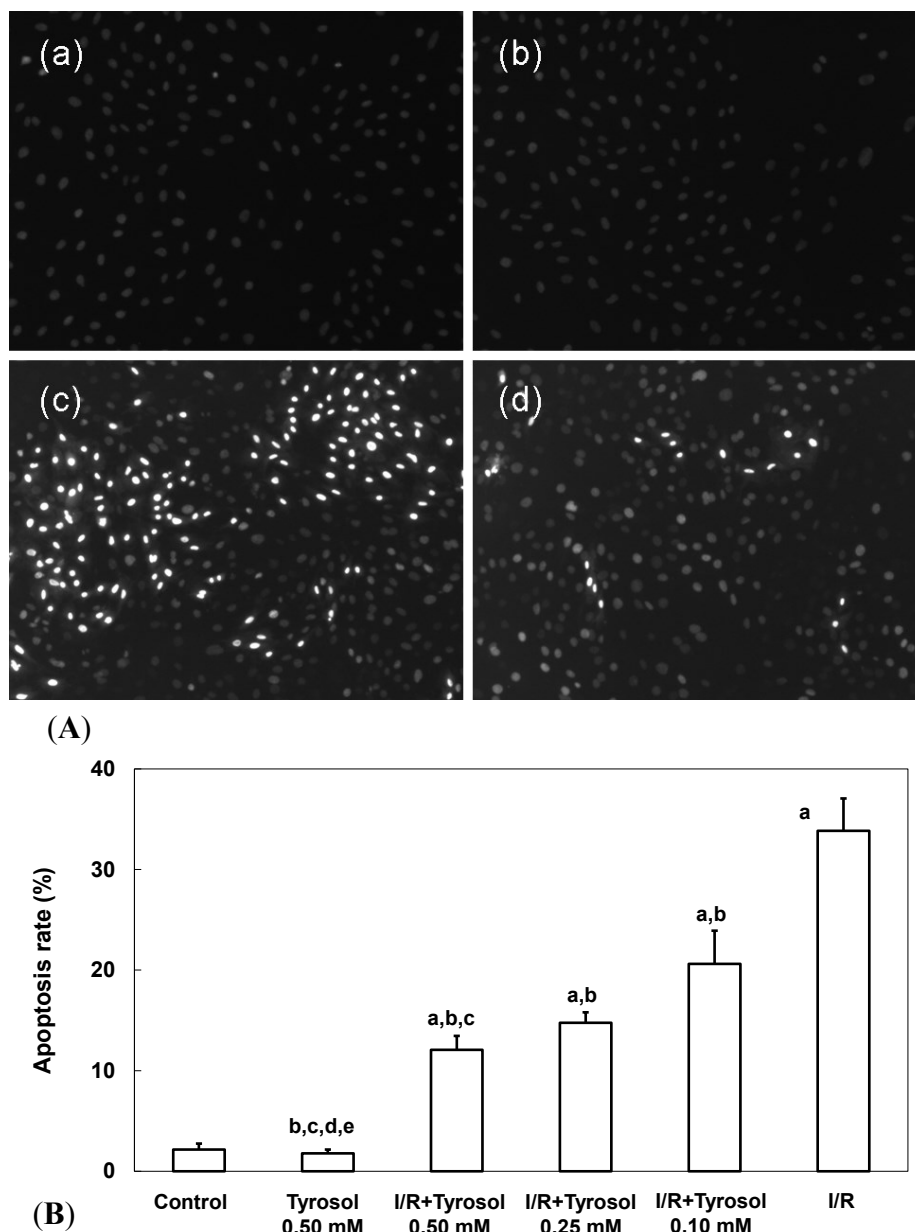 (a)
(b)
(c)
(d)
(A)
40
30
20
10
0
Apoptosis rate (%)
b,c,d,e
a,b,c
a,b
a,b
a
Control
Tyrosol
0.50 mM
I/R+Tyrosol
0.50 mM
I/R+Tyrosol
0.25 mM
I/R+Tyrosol
0.10 mM
I/R
(B)